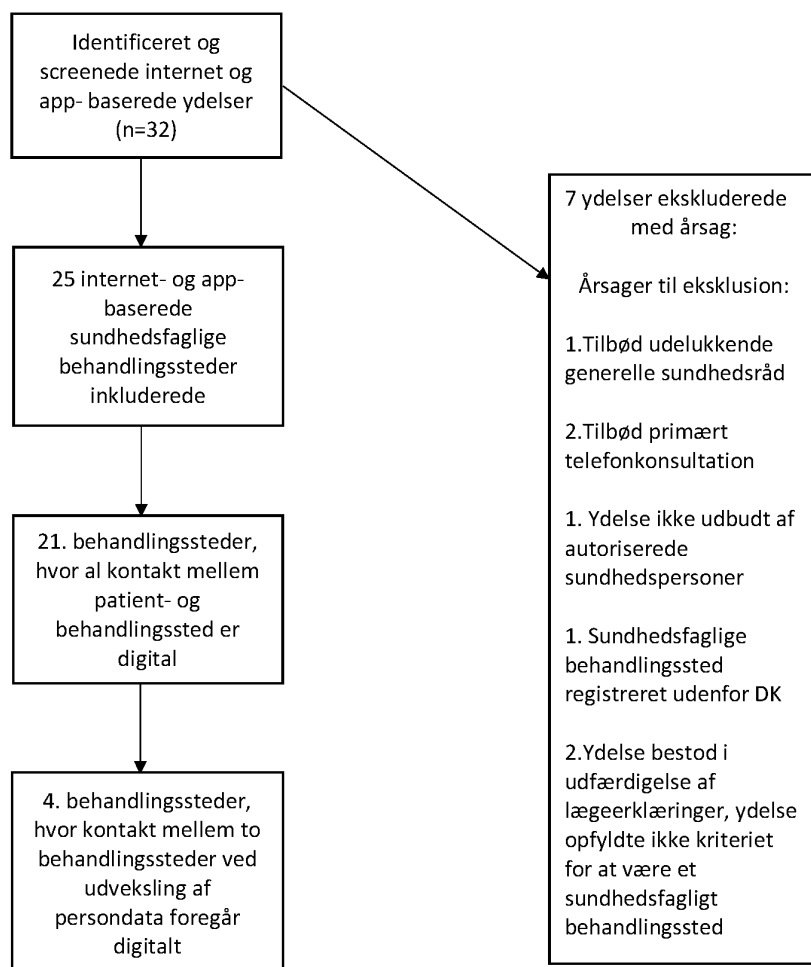 Identificeret og
screenede internet og
app- baserede ydelser
(n=32)
25 internet- og app-
baserede
sundhedsfaglige
behandlingssteder
inkluderede
21. behandlingssteder,
hvor al kontakt mellem
patient- og
behandlingssted er
digital
4. behandlingssteder,
hvor kontakt mellem to
behandlingssteder ved
udveksling af
persondata foregår
digitalt
7 ydelser ekskluderede
med årsag:
Årsager til eksklusion:
1.Tilbød udelukkende
generelle sundhedsråd
2.Tilbød primært
telefonkonsultation
1. Ydelse ikke udbudt af
autoriserede
sundhedspersoner
1. Sundhedsfaglige
behandlingssted
registreret udenfor DK
2.Ydelse bestod i
udfærdigelse af
lægeerklæringer, ydelse
opfyldte ikke kriteriet
for at være et
sundhedsfagligt
behandlingssted